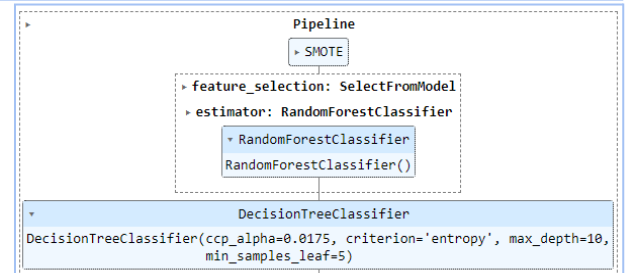 Pipeline
SMOTE
feature_selection: SelectFromModel
estimator: RandomForestClassifier
RandomForestClassifier
RandomForestClassifier()
DecisionTreeClassifier
DecisionTreeClassifier(ccp_alpha=0.0175, criterion='entropy', max_depth=10,
min_samples_leaf=5)